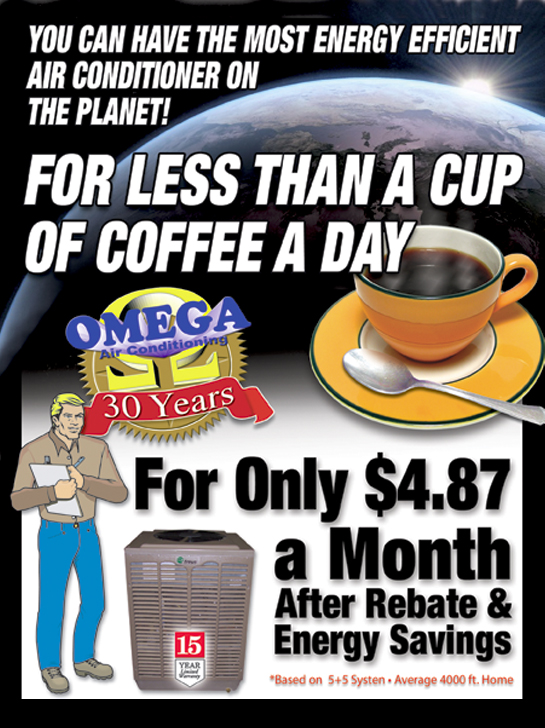 YOU CAN HAVE THE MOST ENERGY EFFICIENT
AIR CONDITIONER ON
THE PLANET!
FOR LESS THAN A CUP
OF COFFEE A DAY
OMEGA
Air Conditioning
30 Years
For Only $4.87
a Month
After Rebate &
Energy Savings
15
YEAR
Limited
Warranty
*Based on 5+5 Systen • Average 4000 ft. Home